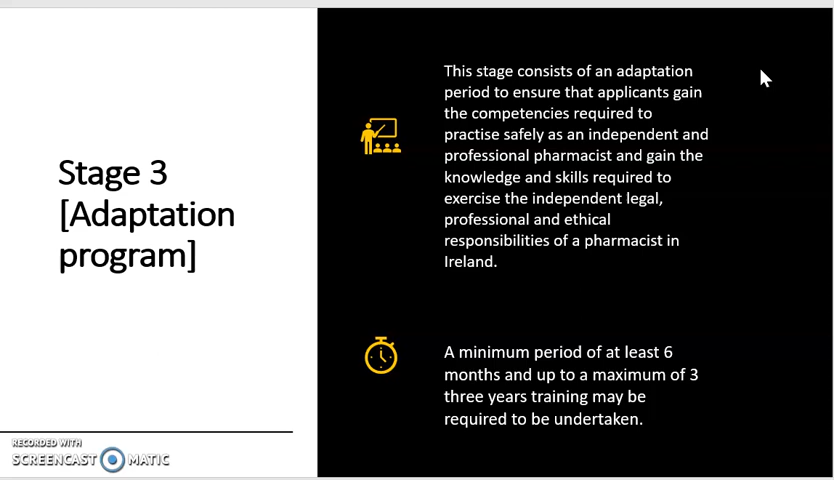 Stage 3
[Adaptation
program]
This stage consists of an adaptation
period to ensure that applicants gain
the competencies required to
practise safely as an independent and
professional pharmacist and gain the
knowledge and skills required to
exercise the independent legal,
professional and ethical
responsibilities of a pharmacist in
Ireland.
A minimum period of at least 6
months and up to a maximum of 3
three years training may be
required to be undertaken.
RECORDED WITH
SCREENCAST MATIC